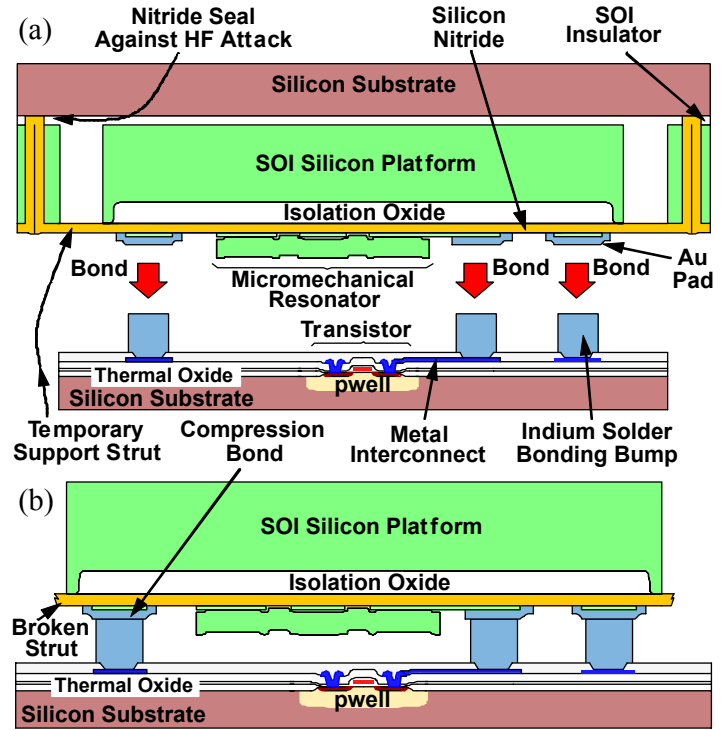 (a)
Nitride Seal
Against HF Attack
Silicon
Nitride
SOI
Insulator
Silicon Substrate
SOI Silicon Platform
Isolation Oxide
Bond
Micromechanical
Resonator
Bond
Bond
Au
Pad
Transistor
Thermal Oxide
pwell
Silicon Substrate
Temporary
Support Strut
Compression
Bond
Metal
Interconnect
Indium Solder
Bonding Bump
(b)
SOI Silicon Platform
Isolation Oxide
Broken
Strut
Thermal Oxide
pwell
Silicon Substrate